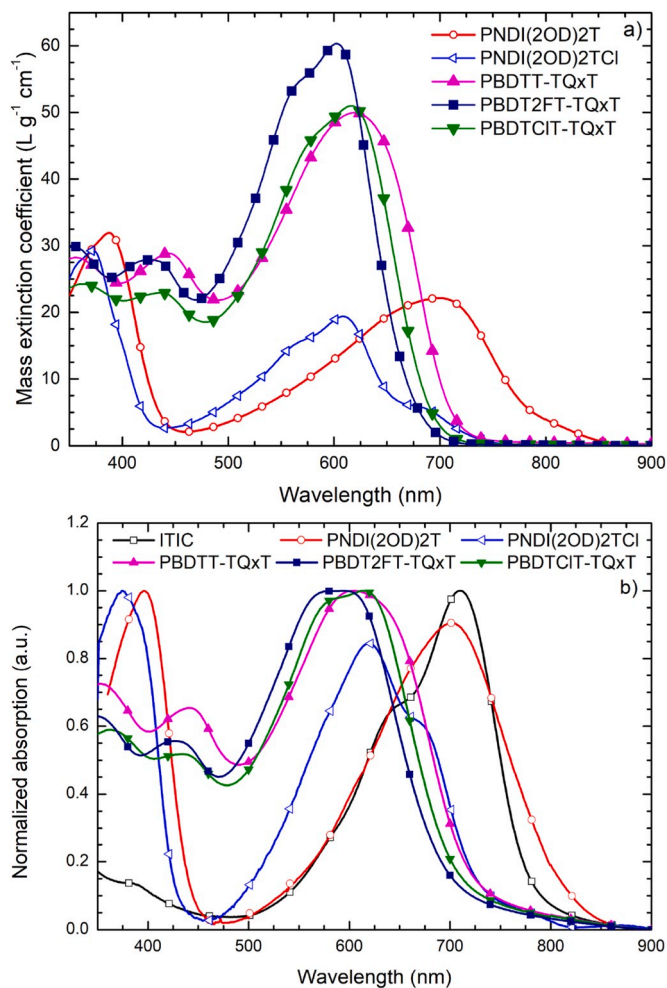 a)
PNDI(2OD)2T
PNDI(2OD)2TCl
PBDTT-TQxT
PBDT2FT-TQxT
PBDTClT-TQxT
60
50
40
30
20
10
0
Mass extinction coefficient (L g⁻¹ cm⁻¹)
400 500 600 700 800 900
Wavelength (nm)
b)
ITIC PNDI(2OD)2T PNDI(2OD)2TCl
PBDTT-TQxT PBDT2FT-TQxT PBDTClT-TQxT
1.2
1.0
0.8
0.6
0.4
0.2
0.0
Normalized absorption (a.u.)
400 500 600 700 800 900
Wavelength (nm)